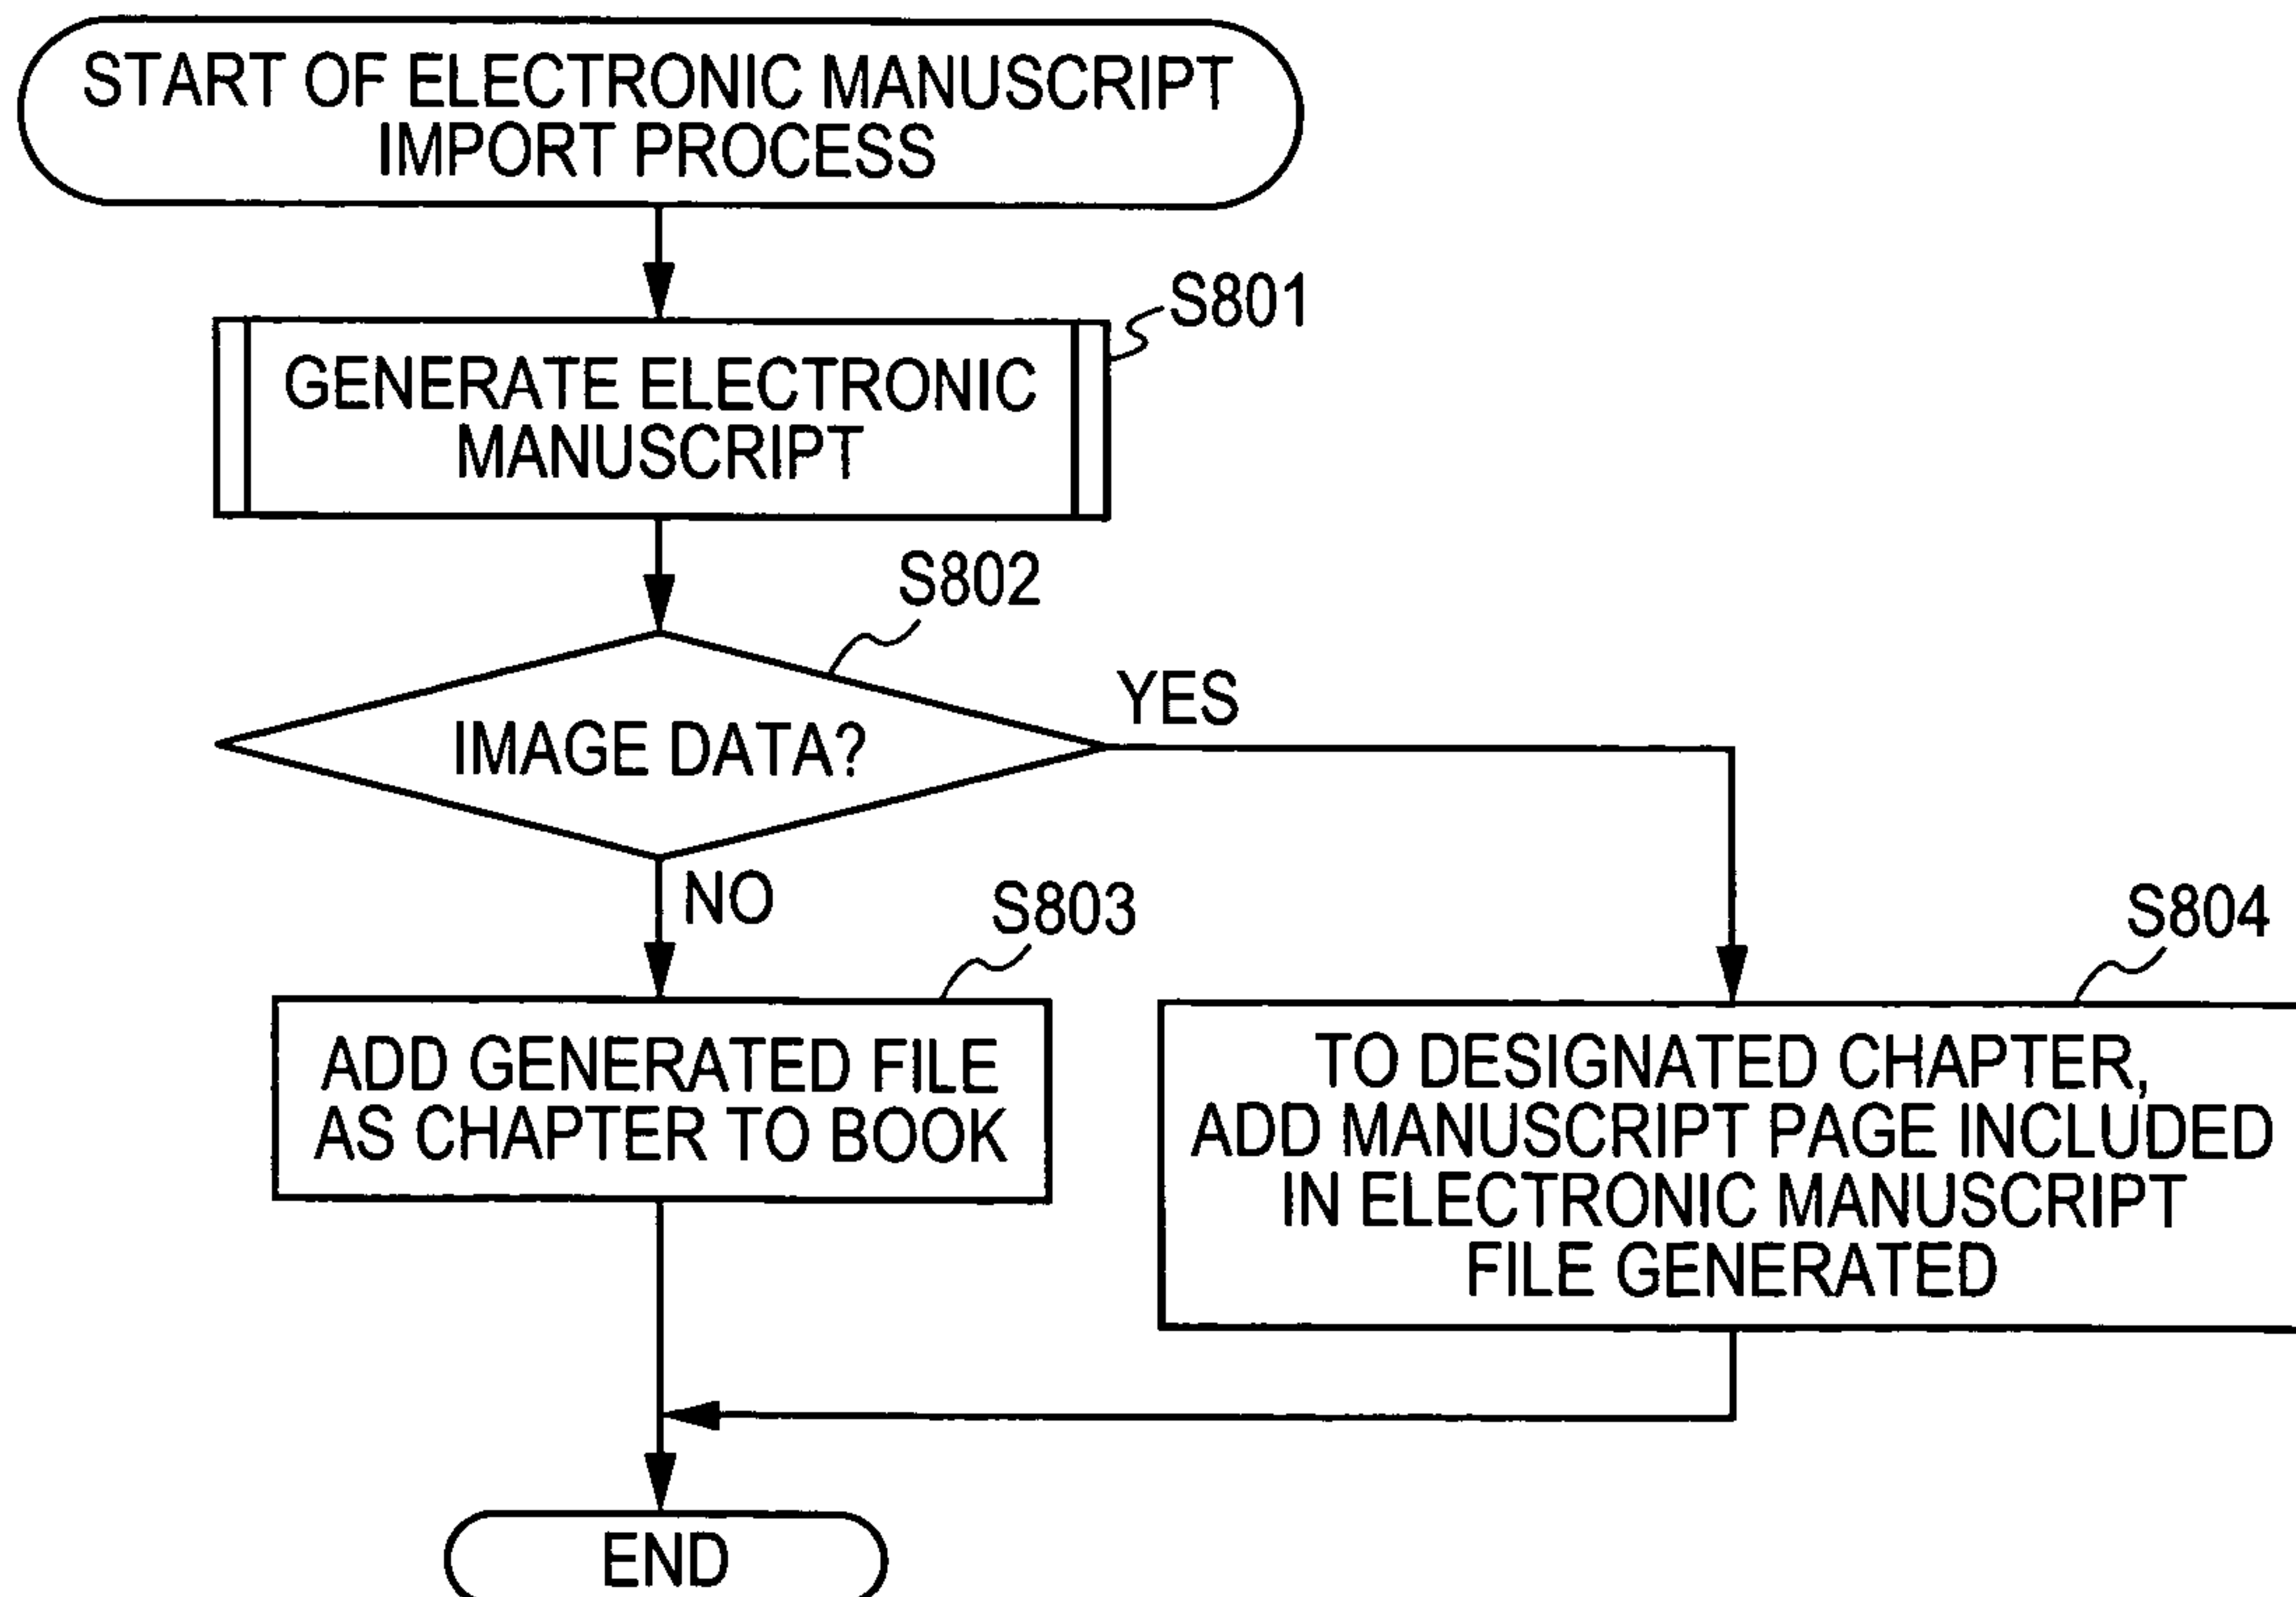 START OF ELECTRONIC MANUSCRIPT
IMPORT PROCESS
S801
GENERATE ELECTRONIC
MANUSCRIPT
S802
IMAGE DATA?
YES
NO
S803
ADD GENERATED FILE
AS CHAPTER TO BOOK
S804
TO DESIGNATED CHAPTER,
ADD MANUSCRIPT PAGE INCLUDED
IN ELECTRONIC MANUSCRIPT
FILE GENERATED
END